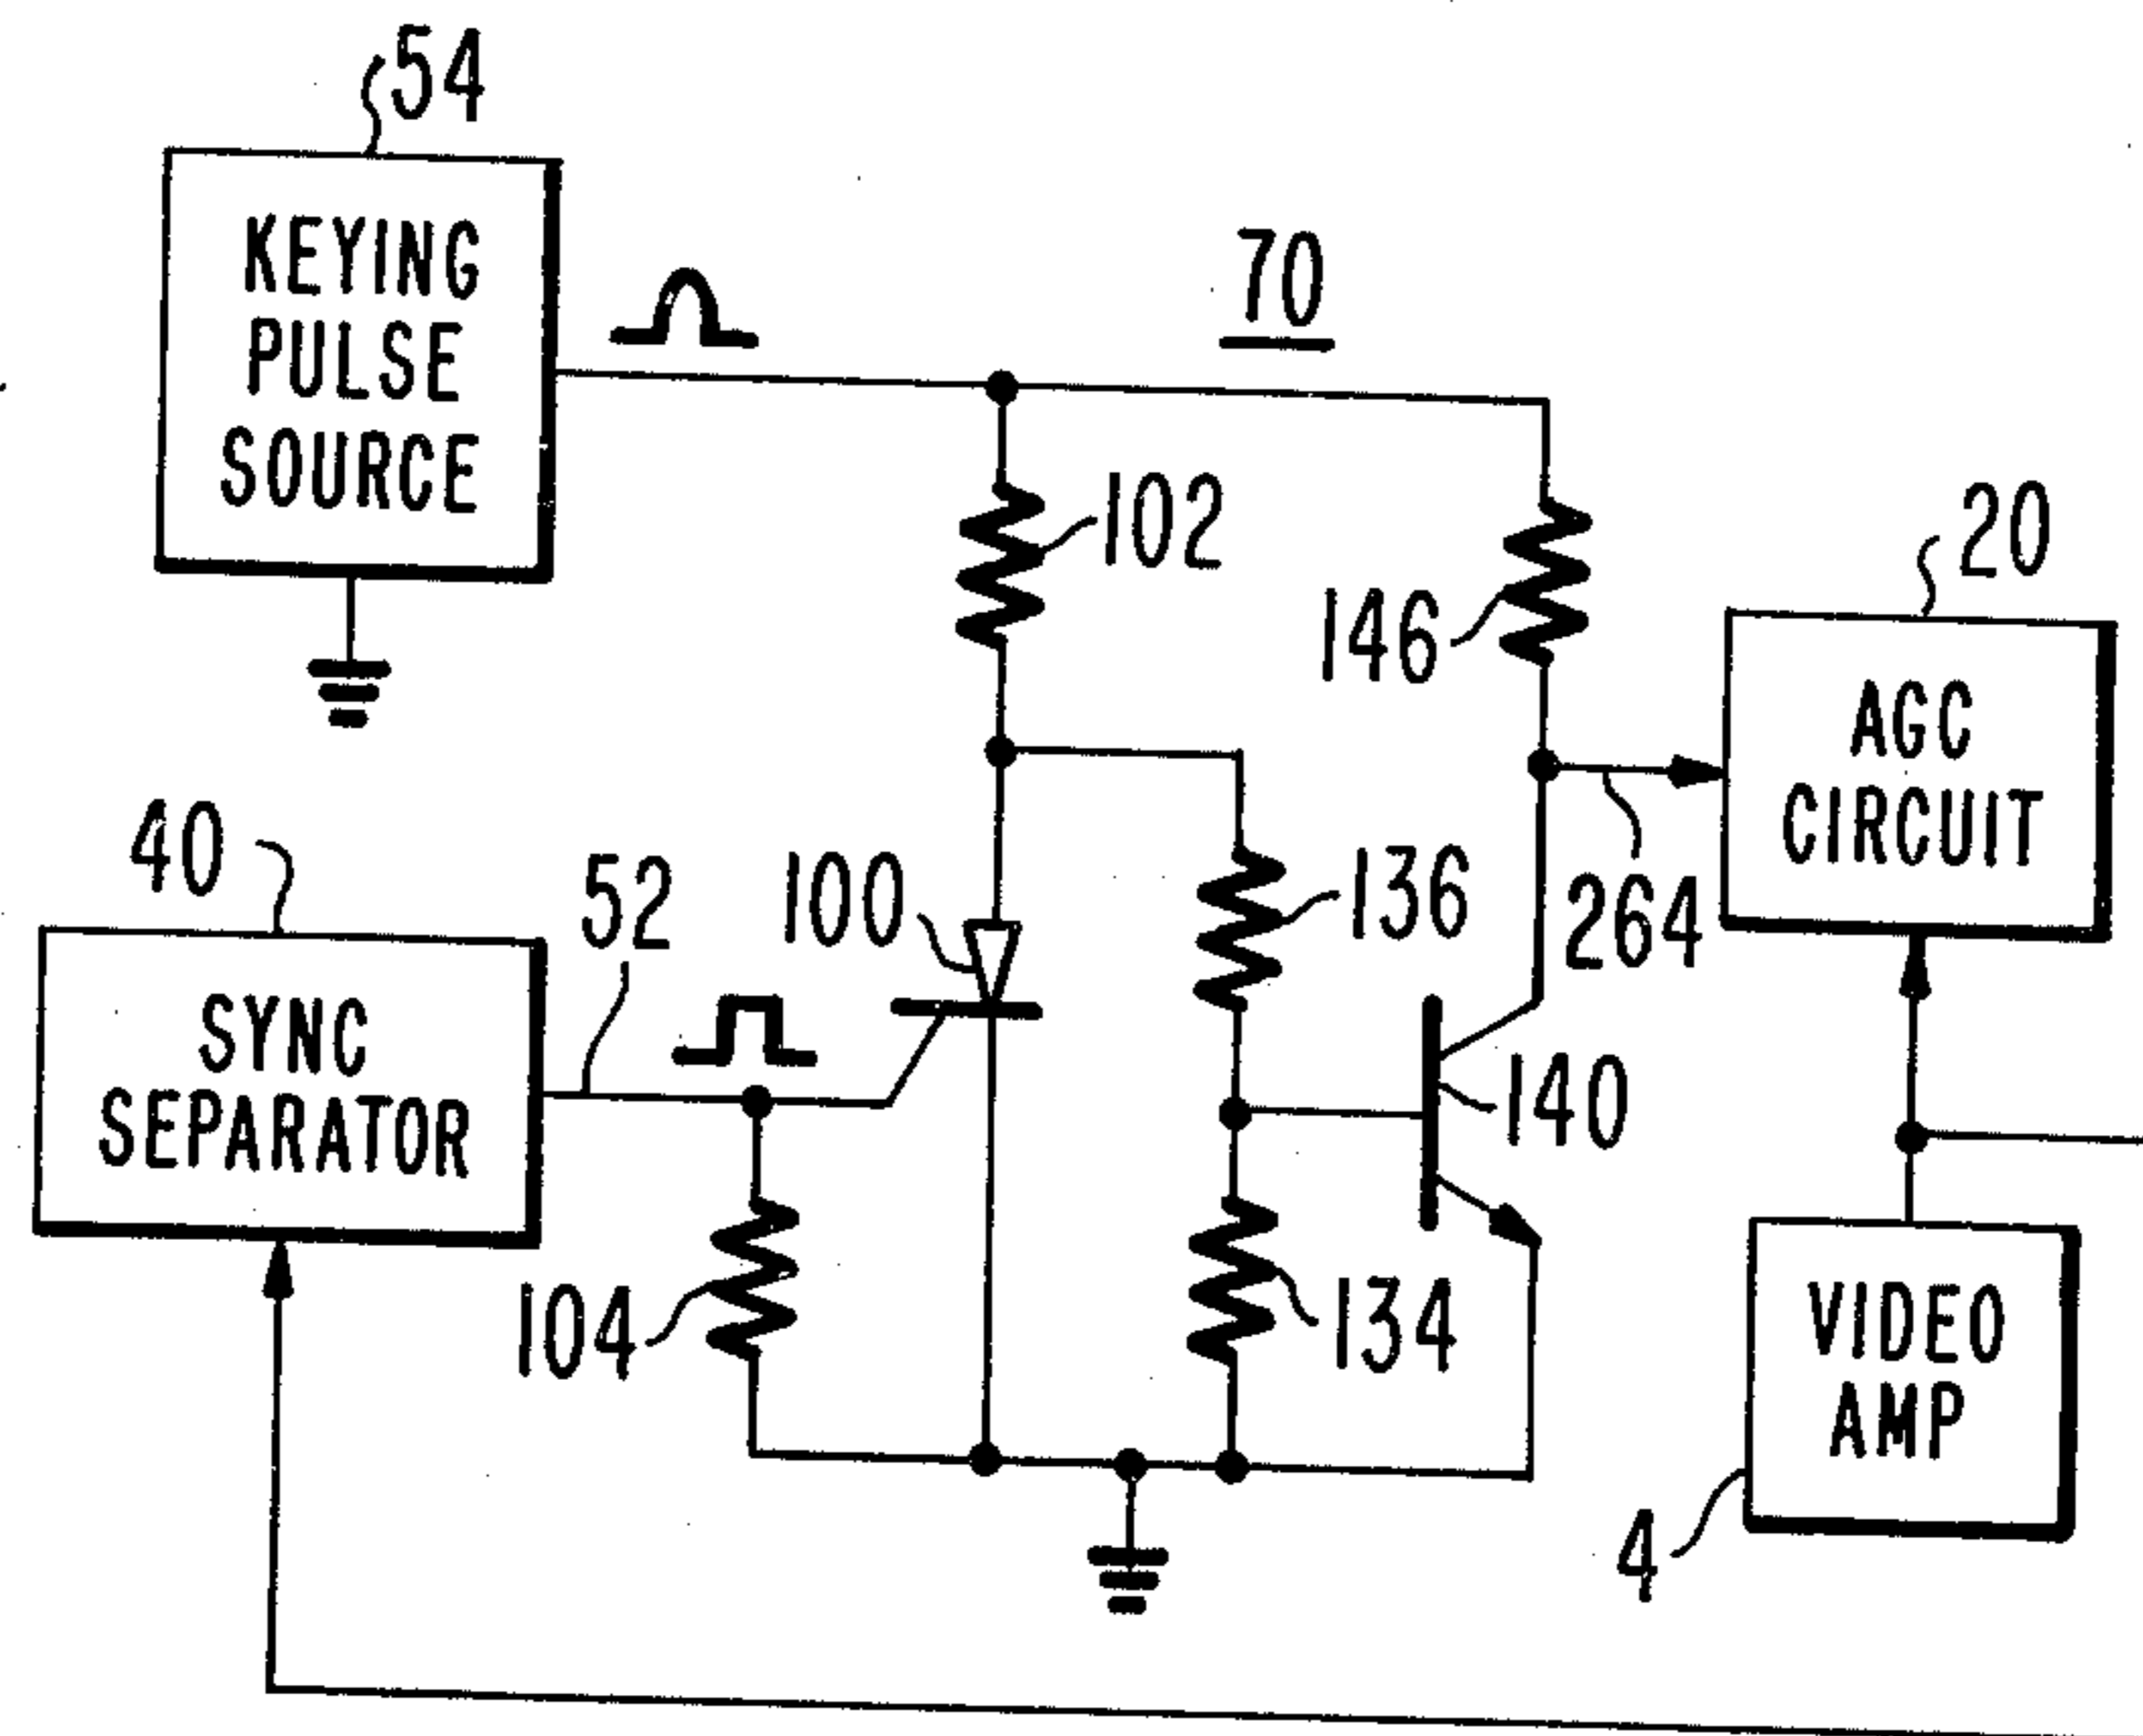 54
KEYING
PULSE
SOURCE
70
102
146
20
AGC
CIRCUIT
40
52
100
136
264
SYNC
SEPARATOR
140
104
134
VIDEO
AMP
4